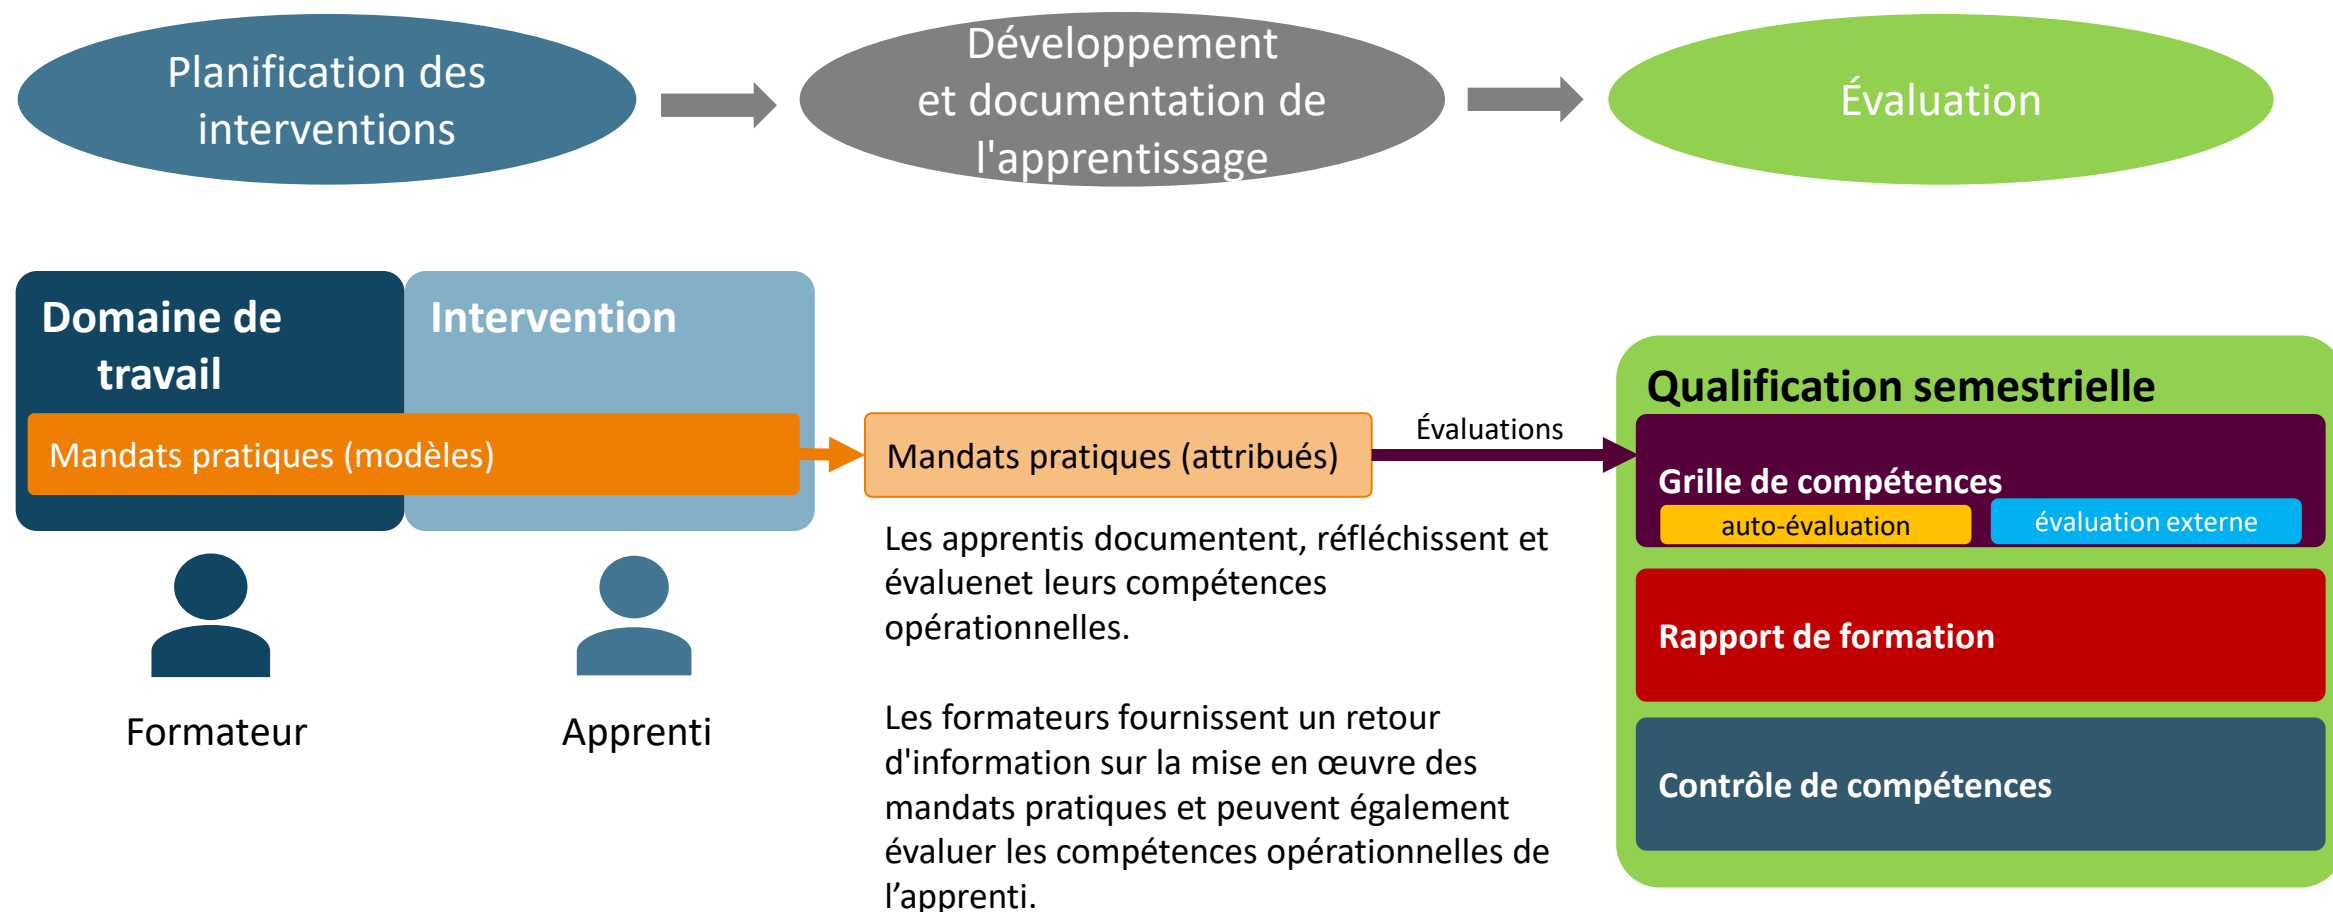 Planification des
interventions
Développement
et documentation de
l'apprentissage
Évaluation
Domaine de
travail
Intervention
Mandats pratiques (modèles)
Formateur
Apprenti
Mandats pratiques (attribués)
Évaluations
Les apprentis documentent, réfléchissent et
évaluenet leurs compétences
opérationnelles.
Les formateurs fournissent un retour
d'information sur la mise en œuvre des
mandats pratiques et peuvent également
évaluer les compétences opérationnelles de
l’apprenti.
Qualification semestrielle
Grille de compétences
auto-évaluation
évaluation externe
Rapport de formation
Contrôle de compétences